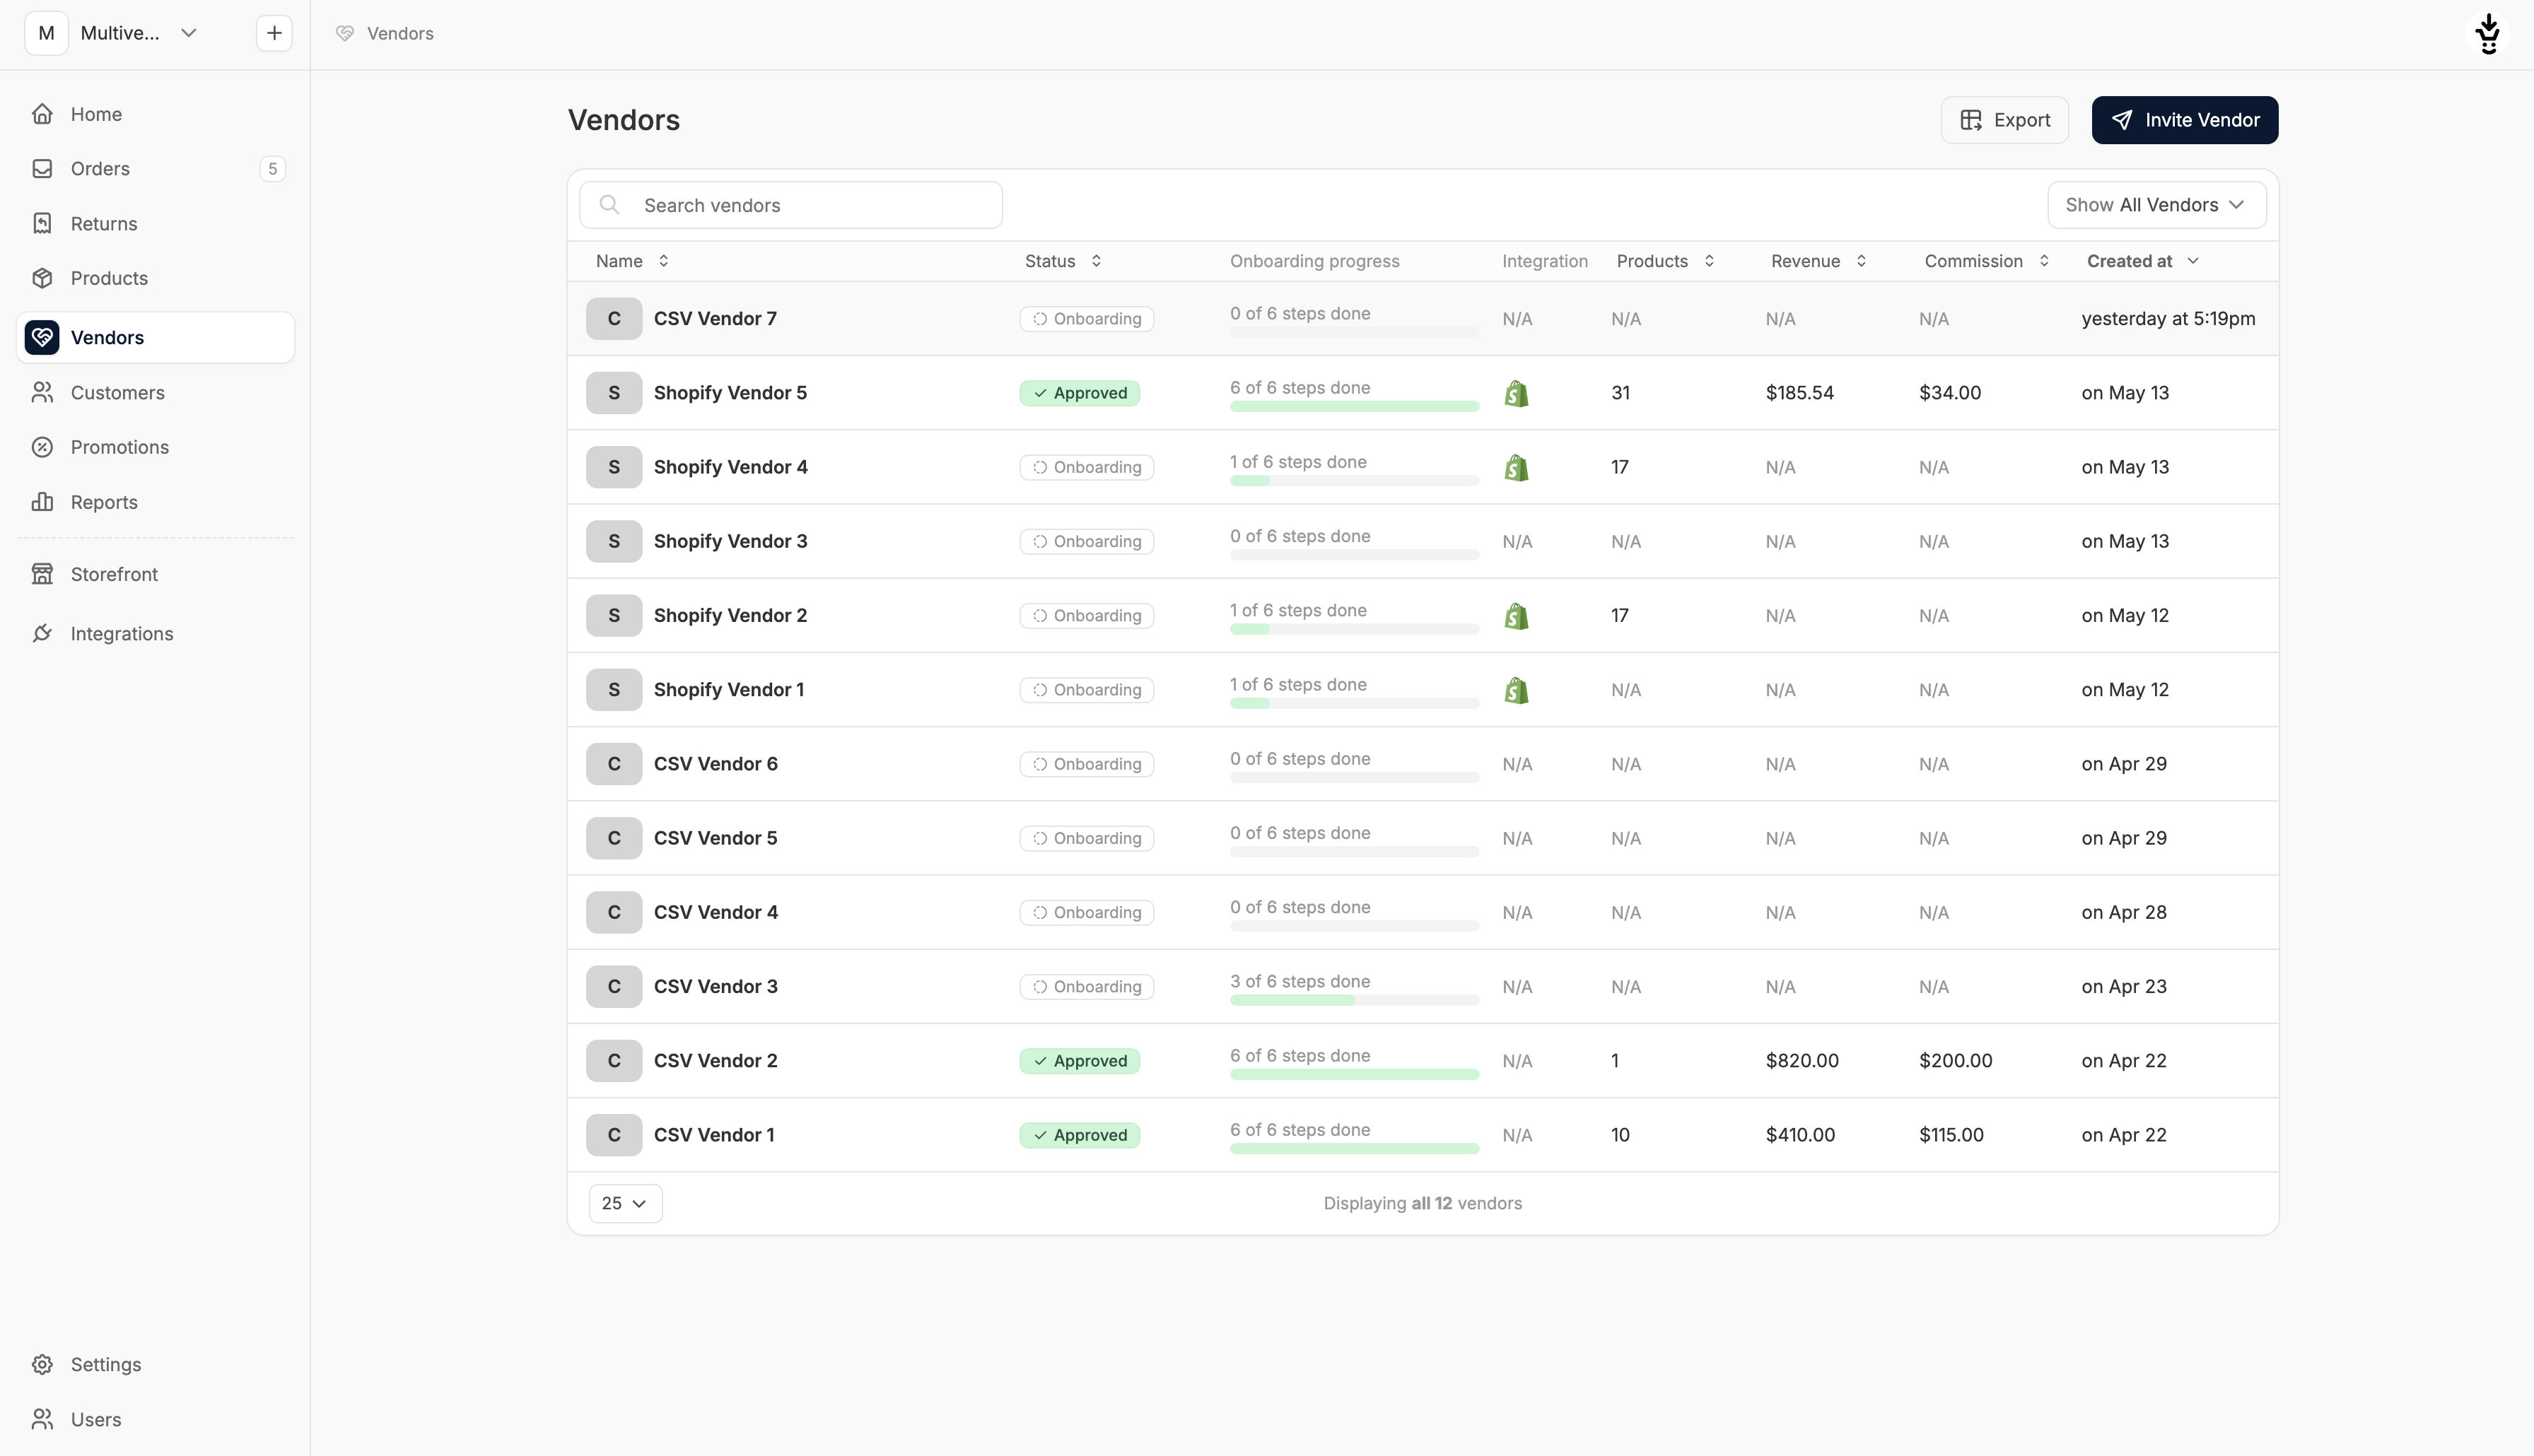 M Multive...
Vendors
Home
Orders 5
Returns
Products
Vendors
Customers
Promotions
Reports
Storefront
Integrations
Settings
Users
Vendors
Export
Invite Vendor
Search vendors
Show All Vendors
Name Status Onboarding progress Integration Products Revenue Commission Created at
C CSV Vendor 7 Onboarding 0 of 6 steps done N/A N/A N/A N/A yesterday at 5:19pm
S Shopify Vendor 5 Approved 6 of 6 steps done 31 $185.54 $34.00 on May 13
S Shopify Vendor 4 Onboarding 1 of 6 steps done 17 N/A N/A on May 13
S Shopify Vendor 3 Onboarding 0 of 6 steps done N/A N/A N/A N/A on May 13
S Shopify Vendor 2 Onboarding 1 of 6 steps done 17 N/A N/A on May 12
S Shopify Vendor 1 Onboarding 1 of 6 steps done N/A N/A N/A on May 12
C CSV Vendor 6 Onboarding 0 of 6 steps done N/A N/A N/A N/A on Apr 29
C CSV Vendor 5 Onboarding 0 of 6 steps done N/A N/A N/A N/A on Apr 29
C CSV Vendor 4 Onboarding 0 of 6 steps done N/A N/A N/A N/A on Apr 28
C CSV Vendor 3 Onboarding 3 of 6 steps done N/A N/A N/A N/A on Apr 23
C CSV Vendor 2 Approved 6 of 6 steps done N/A 1 $820.00 $200.00 on Apr 22
C CSV Vendor 1 Approved 6 of 6 steps done N/A 10 $410.00 $115.00 on Apr 22
25 Displaying all 12 vendors